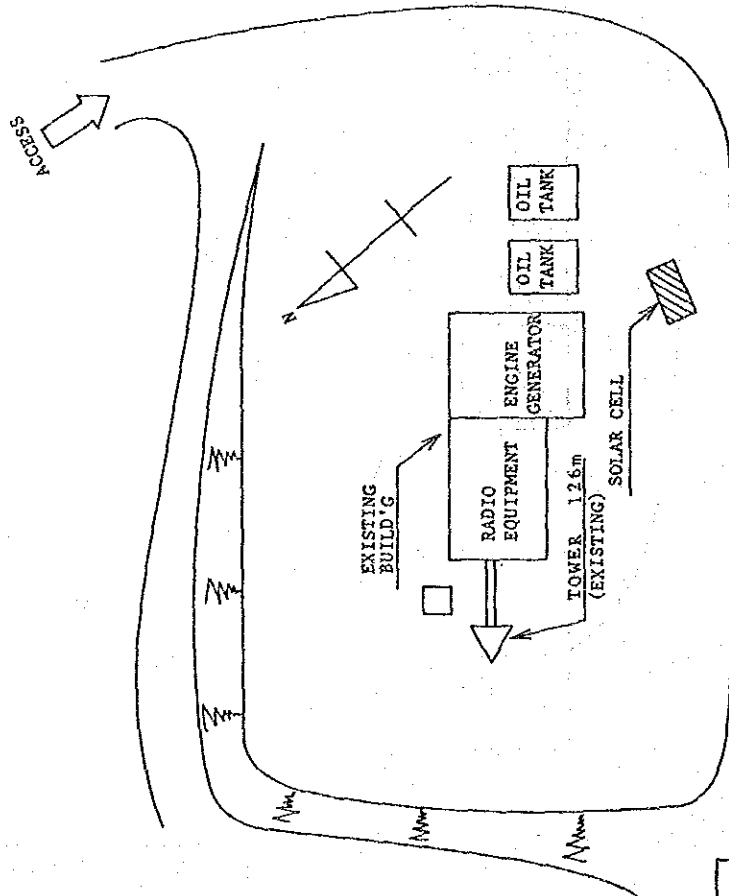 ACCESS
N
OIL
TANK
OIL
TANK
ENGINE
GENERATOR
RADIO
EQUIPMENT
EXISTING
BUILD'G
TOWER 126m
(EXISTING)
SOLAR CELL